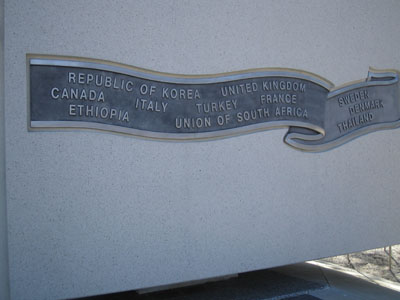 REPUBLIC OF KOREA UNITED KINGDOM
CANADA ITALY TURKEY FRANCE
ETHIOPIA UNION OF SOUTH AFRICA
SWEDEN
DENMARK
THAILAND